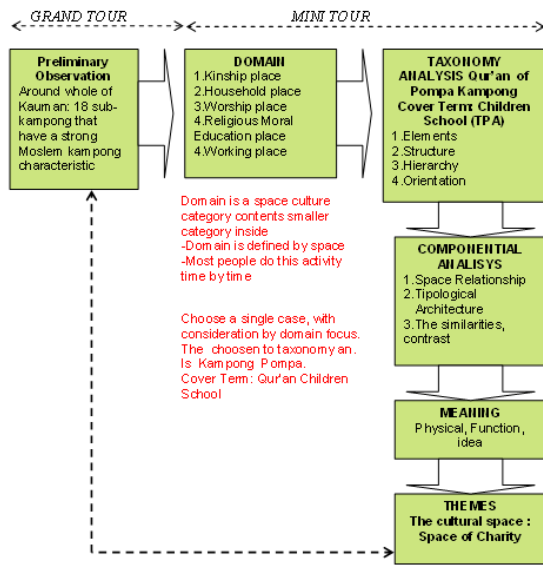 GRAND TOUR
MINI TOUR
Preliminary
Observation
Around whole of
Kauman: 18 sub-
kampong that
have a strong
Moslem kampong
characteristic
DOMAIN
1.Kinship place
2.Household place
3.Worship place
4.Religious Moral
Education place
4.Working place
TAXONOMY
ANALYSIS Qur'an of
Pompa Kampong
Cover Term: Children
School (TPA)
1.Elements
2.Structure
3.Hierarchy
4.Orientation
Domain is a space culture
category contents smaller
category inside
-Domain is defined by space
-Most people do this activity
time by time
Choose a single case, with
consideration by domain focus.
The choosen to taxonomy an.
Is Kampong Pompa.
Cover Term: Qur'an Children
School
COMPONENTIAL
ANALISYS
1.Space Relationship
2.Tipological
Architecture
3.The similarities,
contrast
MEANING
Physical, Function,
idea
THEMES
The cultural space :
Space of Charity